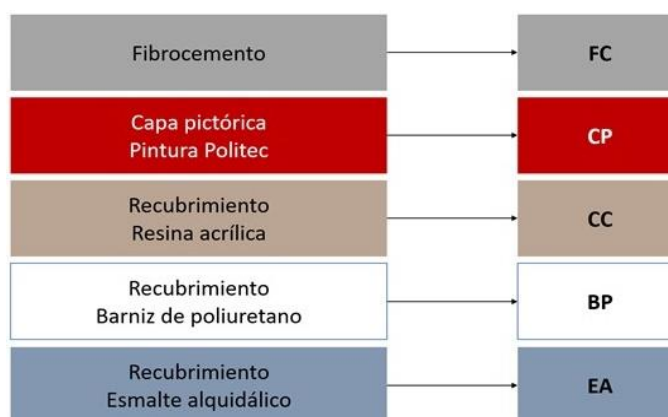 Fibrocemento
FC
Capa pictórica
Pintura Politec
CP
Recubrimiento
Resina acrílica
CC
Recubrimiento
Barniz de poliuretano
BP
Recubrimiento
Esmalte alquidálico
EA